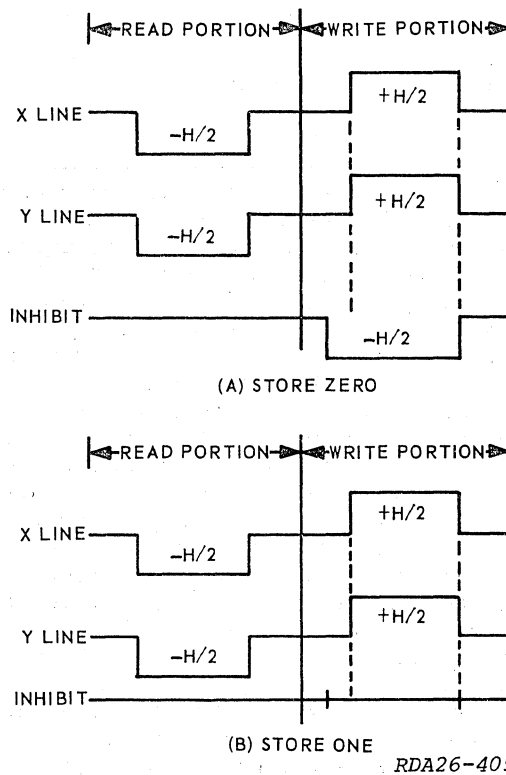 READ PORTION WRITE PORTION
X LINE -H/2 +H/2
Y LINE -H/2 +H/2
INHIBIT -H/2
(A) STORE ZERO
READ PORTION WRITE PORTION
X LINE -H/2 +H/2
Y LINE -H/2 +H/2
INHIBIT
(B) STORE ONE